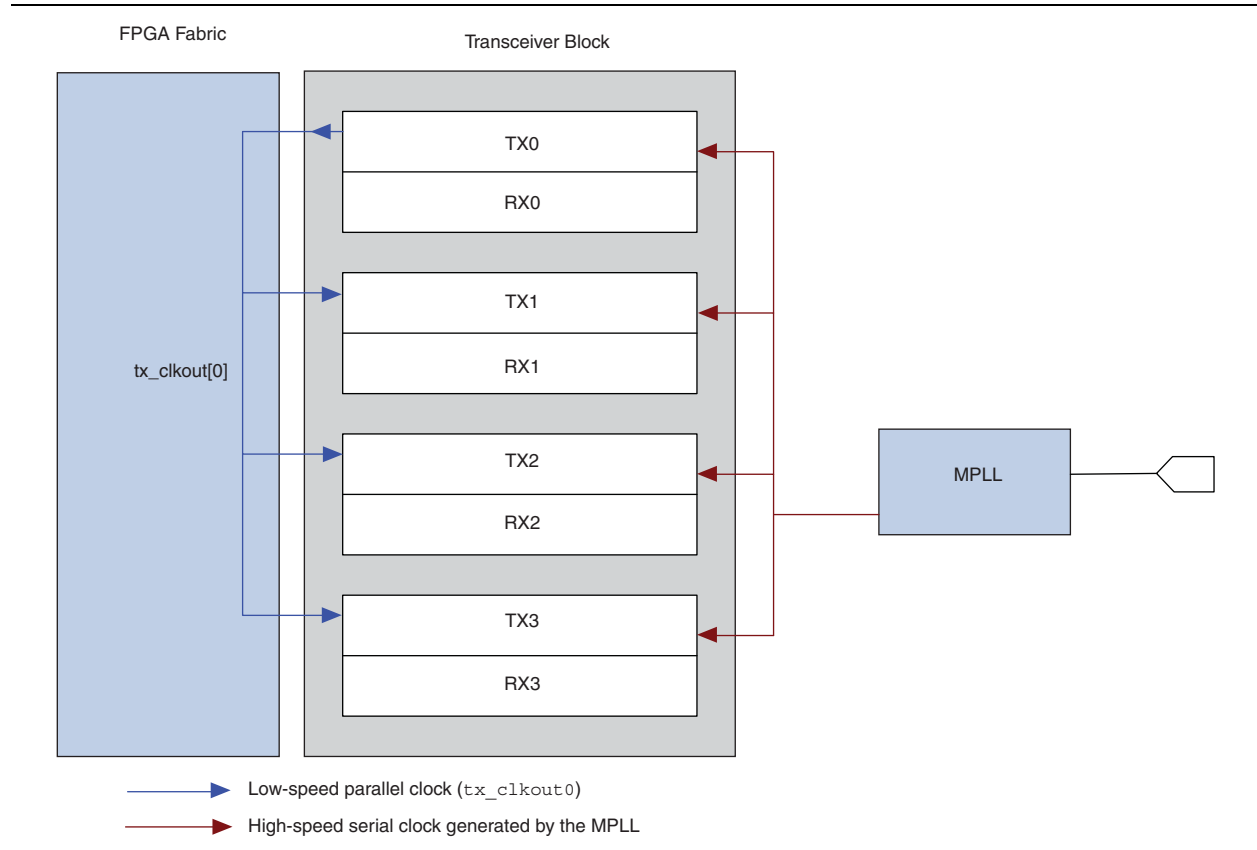 FPGA Fabric
Transceiver Block
TX0
RX0
TX1
RX1
tx_clkout[0]
TX2
RX2
MPLL
TX3
RX3
Low-speed parallel clock (tx_clkout0)
High-speed serial clock generated by the MPLL